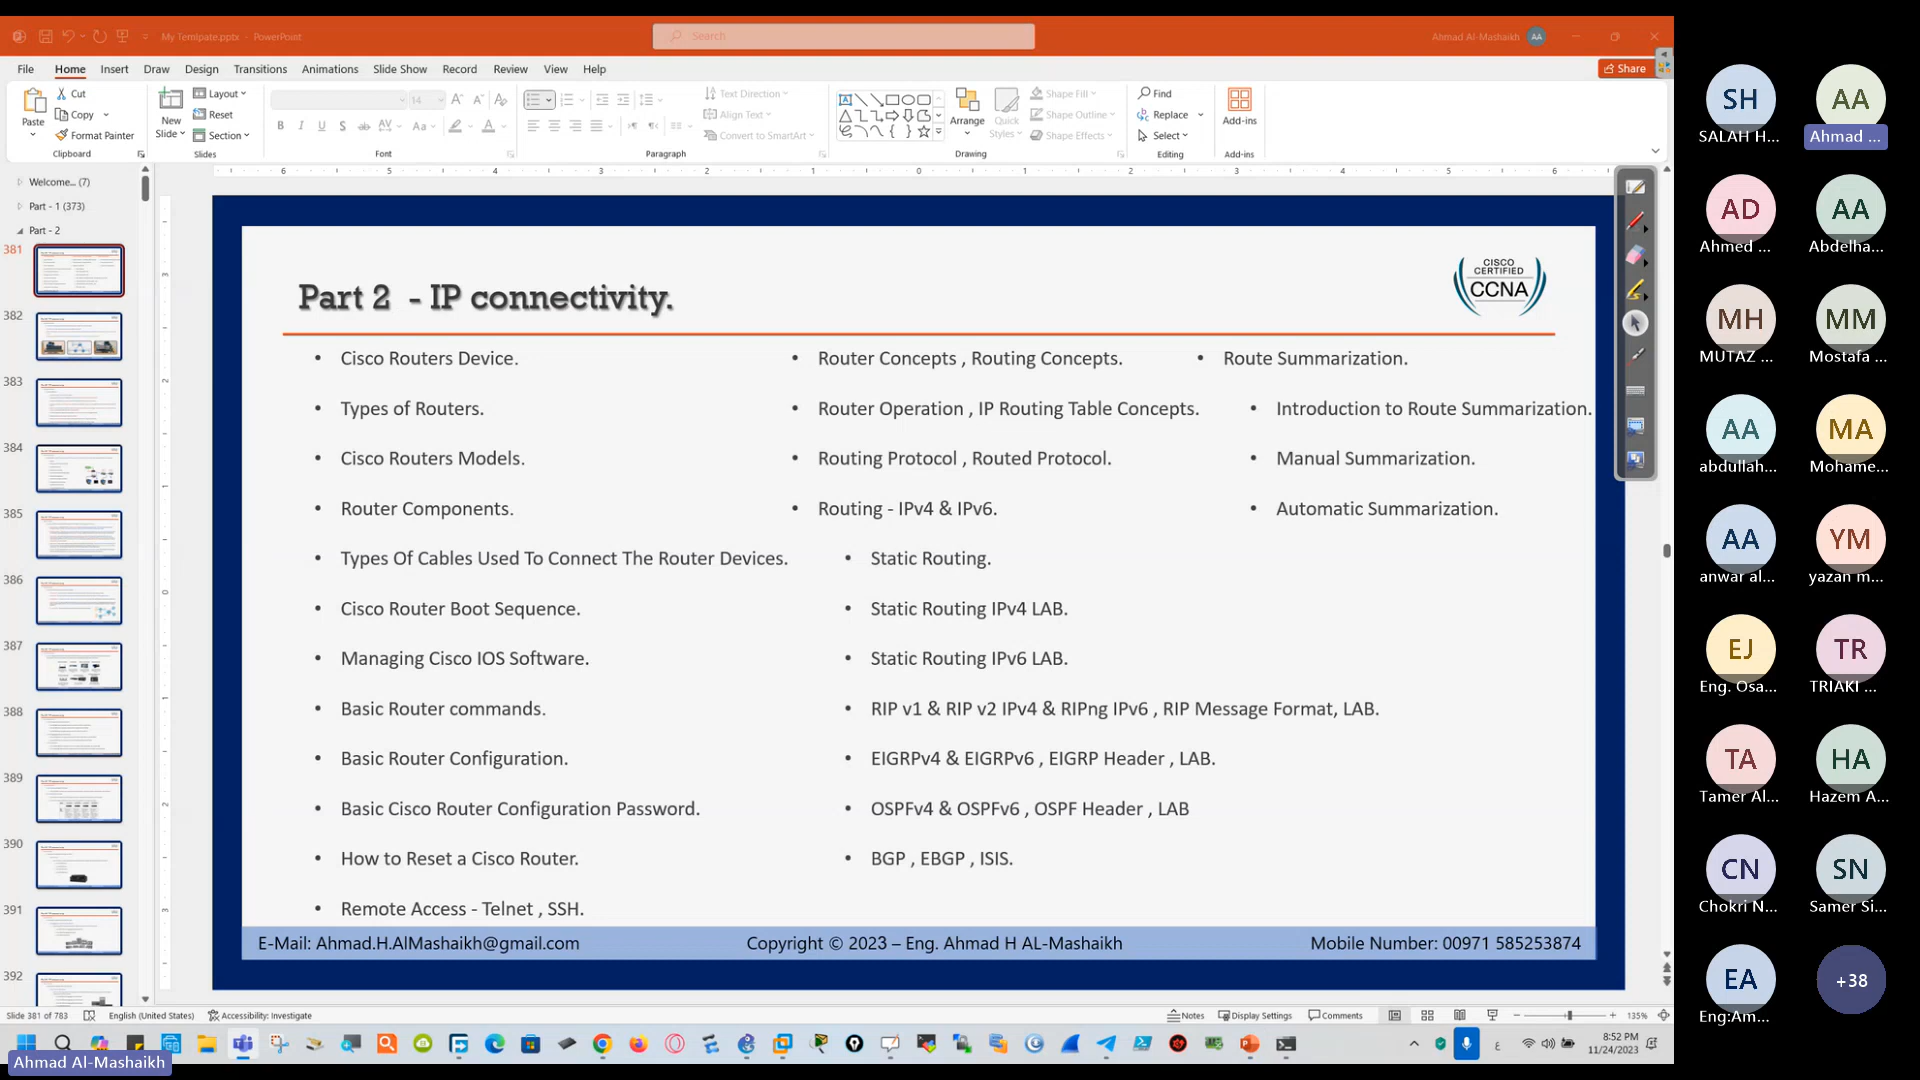 My Temlpate.pptx - PowerPoint
Search
Ahmad Al-Mashaikh
AA
File Home Insert Draw Design Transitions Animations Slide Show Record Review View Help
Share
Paste
Cut
Copy
Format Painter
Clipboard
New Slide
Layout
Reset
Section
Slides
14
Font
Text Direction
Align Text
Convert to SmartArt
Paragraph
Arrange
Quick Styles
Shape Fill
Shape Outline
Shape Effects
Drawing
Find
Replace
Select
Editing
Add-ins
Add-ins
Welcome... (7)
Part - 1 (373)
Part - 2
381
382
383
384
385
386
387
388
389
390
391
392
Part 2 - IP connectivity.
CISCO
CERTIFIED
CCNA
• Cisco Routers Device.
• Types of Routers.
• Cisco Routers Models.
• Router Components.
• Types Of Cables Used To Connect The Router Devices.
• Cisco Router Boot Sequence.
• Managing Cisco IOS Software.
• Basic Router commands.
• Basic Router Configuration.
• Basic Cisco Router Configuration Password.
• How to Reset a Cisco Router.
• Remote Access - Telnet , SSH.
• Router Concepts , Routing Concepts.
• Router Operation , IP Routing Table Concepts.
• Routing Protocol , Routed Protocol.
• Routing - IPv4 & IPv6.
• Static Routing.
• Static Routing IPv4 LAB.
• Static Routing IPv6 LAB.
• RIP v1 & RIP v2 IPv4 & RIPng IPv6 , RIP Message Format, LAB.
• EIGRPv4 & EIGRPv6 , EIGRP Header , LAB.
• OSPFv4 & OSPFv6 , OSPF Header , LAB
• BGP , EBGP , ISIS.
• Route Summarization.
• Introduction to Route Summarization.
• Manual Summarization.
• Automatic Summarization.
E-Mail: Ahmad.H.AlMashaikh@gmail.com
Copyright © 2023 – Eng. Ahmad H AL-Mashaikh
Mobile Number: 00971 585253874
Slide 381 of 783
English (United States)
Accessibility: Investigate
Notes
Display Settings
Comments
135%
8:52 PM
11/24/2023
Ahmad Al-Mashaikh
SH
SALAH H...
AA
Ahmad ...
AD
Ahmed ...
AA
Abdelha...
MH
MUTAZ ...
MM
Mostafa ...
AA
abdullah...
MA
Mohame...
AA
anwar al...
YM
yazan m...
EJ
Eng. Osa...
TR
TRIAKI ...
TA
Tamer Al...
HA
Hazem A...
CN
Chokri N...
SN
Samer Si...
EA
Eng:Am...
+38